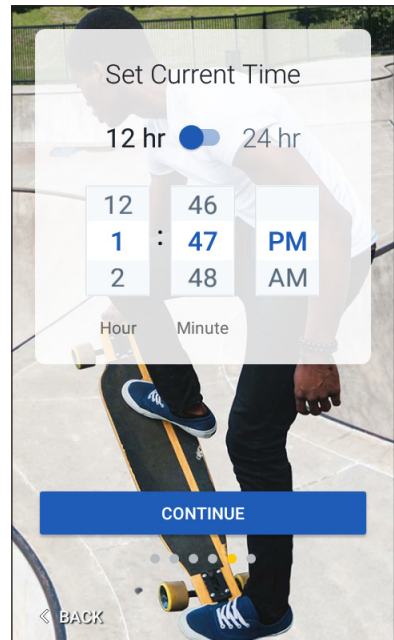 Set Current Time
12 hr 24 hr
12 46
1 : 47 PM
2 48 AM
Hour Minute
CONTINUE
BACK